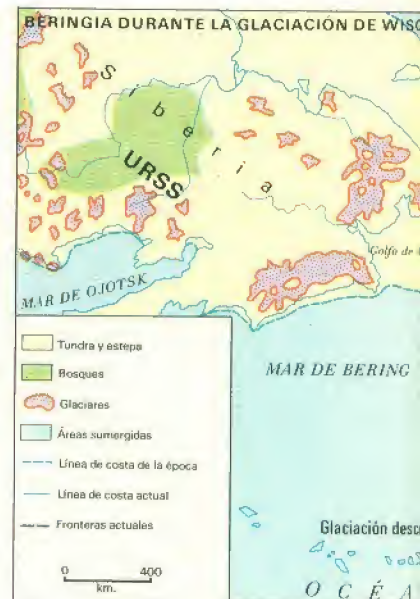 BERINGIA DURANTE LA GLACIACIÓN DE WISC
Siberia
URSS
Golfo de
MAR DE OJOTSK
MAR DE BERING
Tundra y estepa
Bosques
Glaciares
Áreas sumergidas
Línea de costa de la época
Línea de costa actual
Fronteras actuales
0 400
km.
Glaciación desc
OCÉA